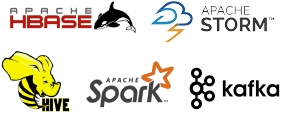 APACHE
HBASE
APACHE
STORM™
HIVE
APACHE
Spark™
kafka